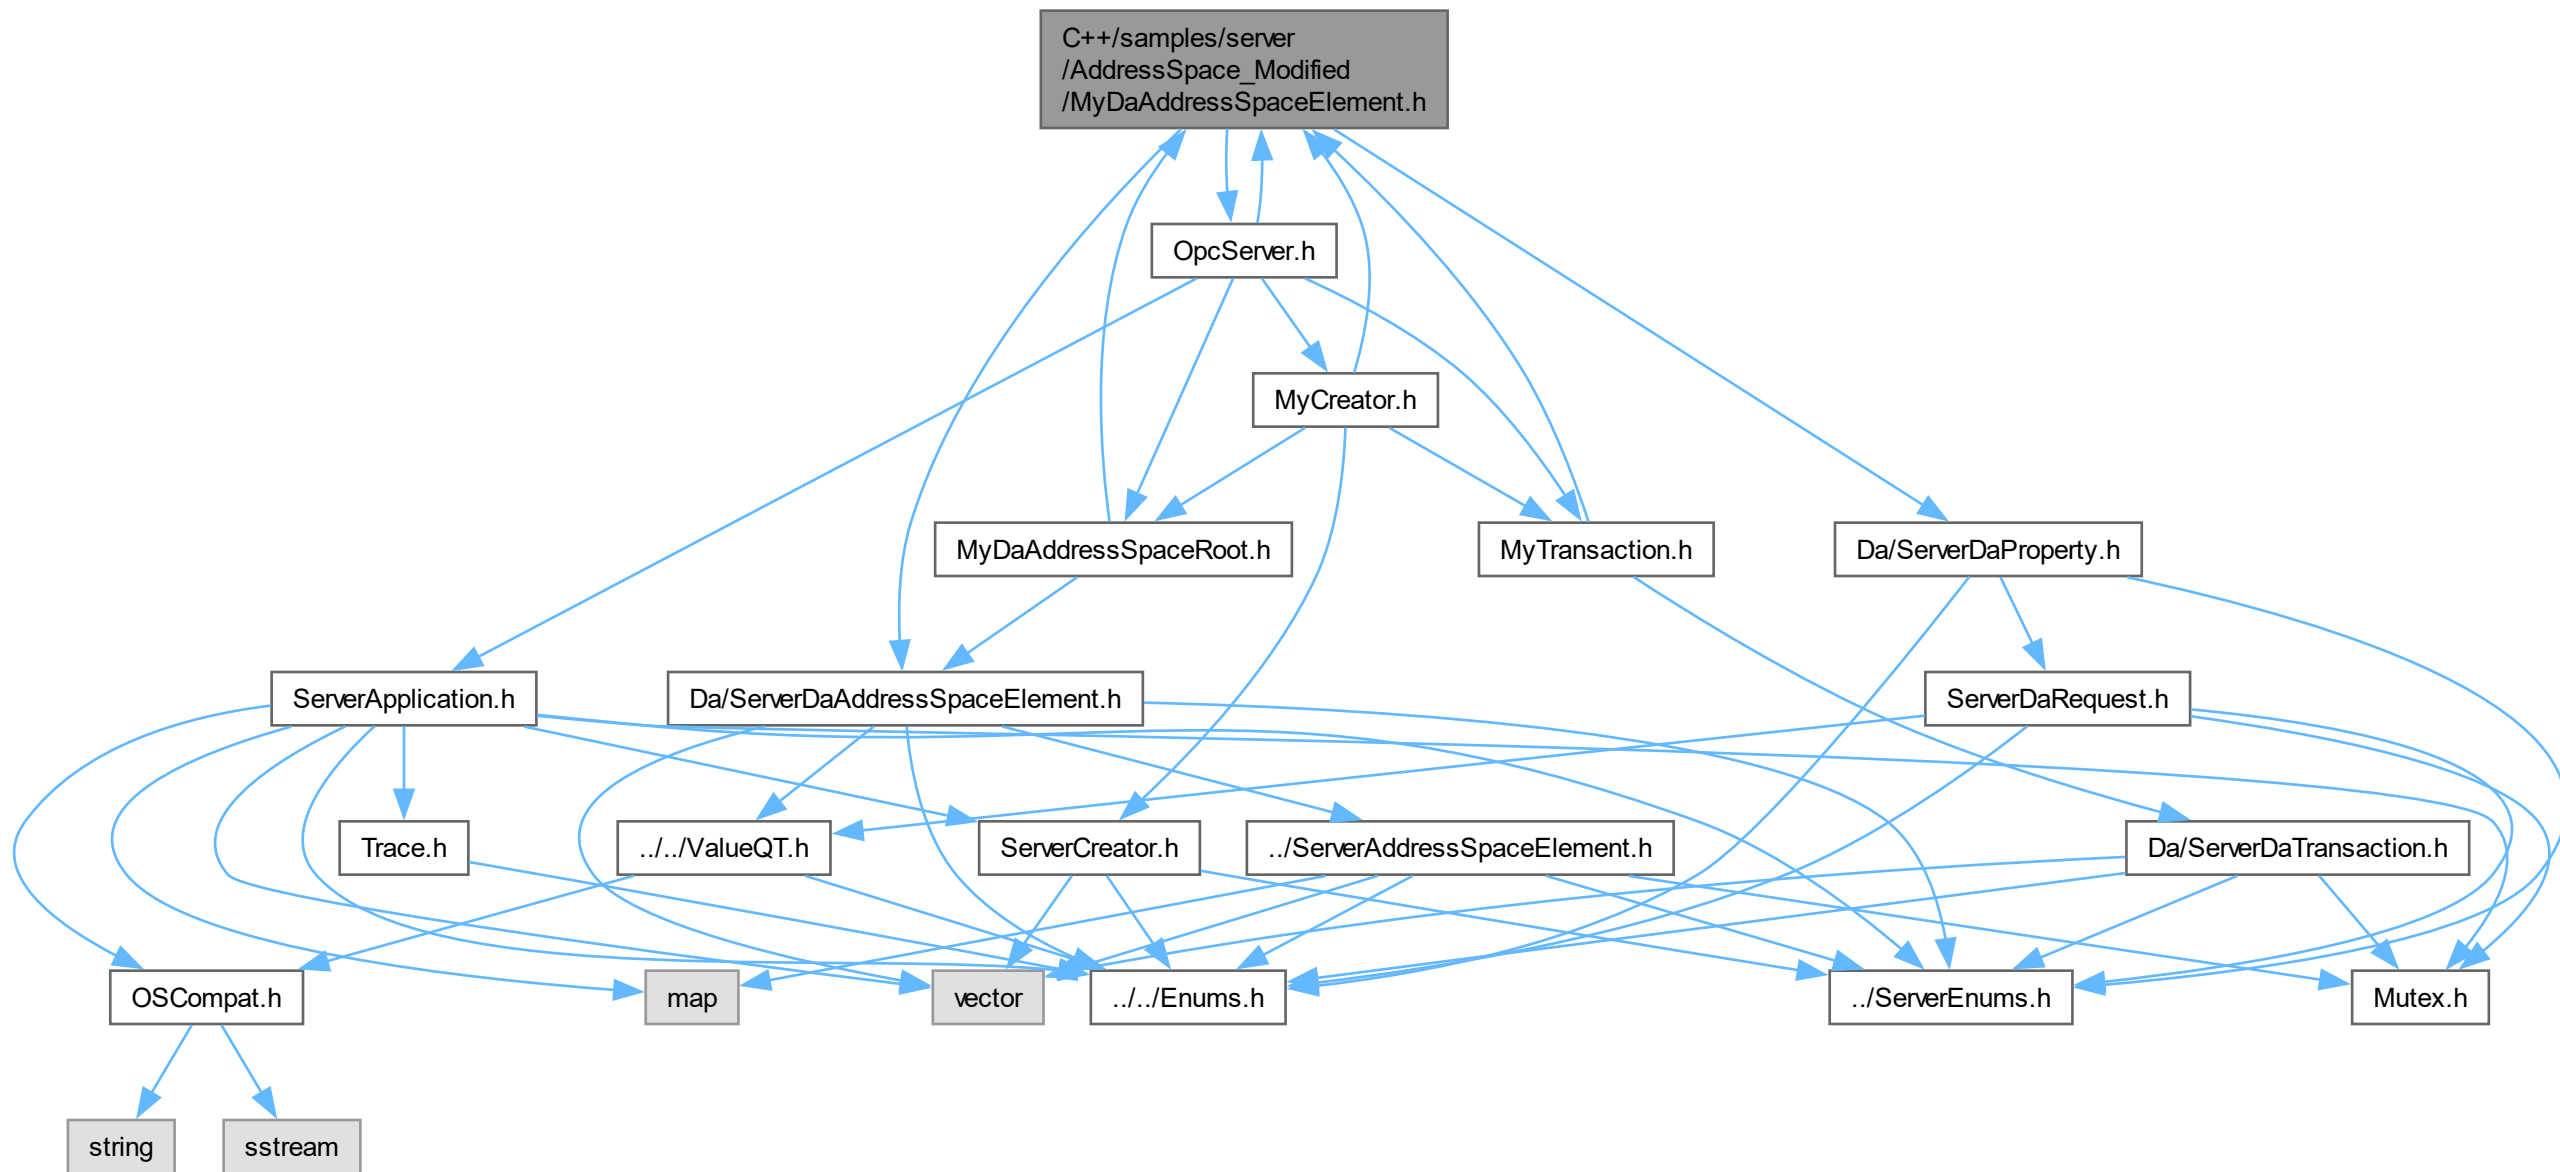 C++/samples/server
/AddressSpace_Modified
/MyDaAddressSpaceElement.h
OpcServer.h
MyCreator.h
MyDaAddressSpaceRoot.h
MyTransaction.h
Da/ServerDaProperty.h
ServerApplication.h
Da/ServerDaAddressSpaceElement.h
ServerDaRequest.h
Trace.h
../../ValueQT.h
ServerCreator.h
../ServerAddressSpaceElement.h
Da/ServerDaTransaction.h
OSCompat.h
map
vector
../../Enums.h
../ServerEnums.h
Mutex.h
string
sstream